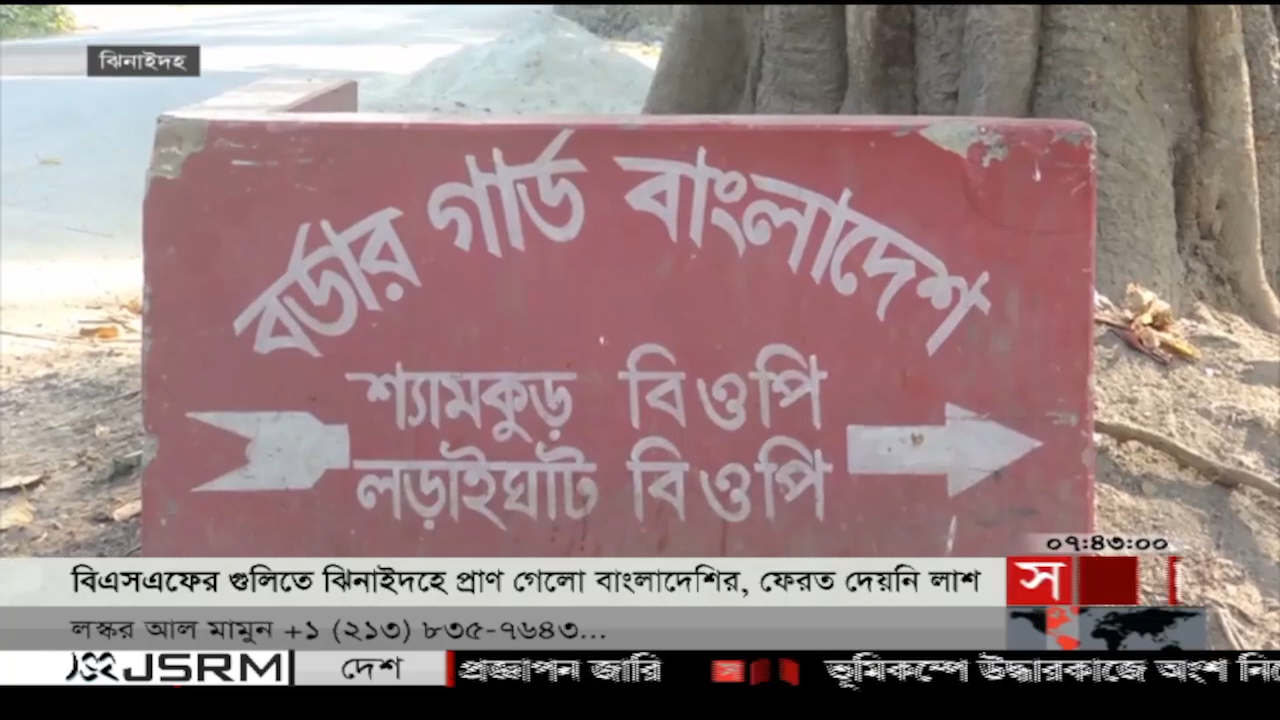 ঝিনাইদহ
বর্ডার গার্ড বাংলাদেশ
শ্যামকুড় বিওপি
লড়াইঘাট বিওপি
০৭:৪৩:০০
বিএসএফের গুলিতে ঝিনাইদহে প্রাণ গেলো বাংলাদেশির, ফেরত দেয়নি লাশ
স
লস্কর আল মামুন +১ (২১৩) ৮৩৫-৭৬৪৩...
JSRM দেশ প্রজ্ঞাপন জারি ভূমিকম্পে উদ্ধারকাজে অংশ